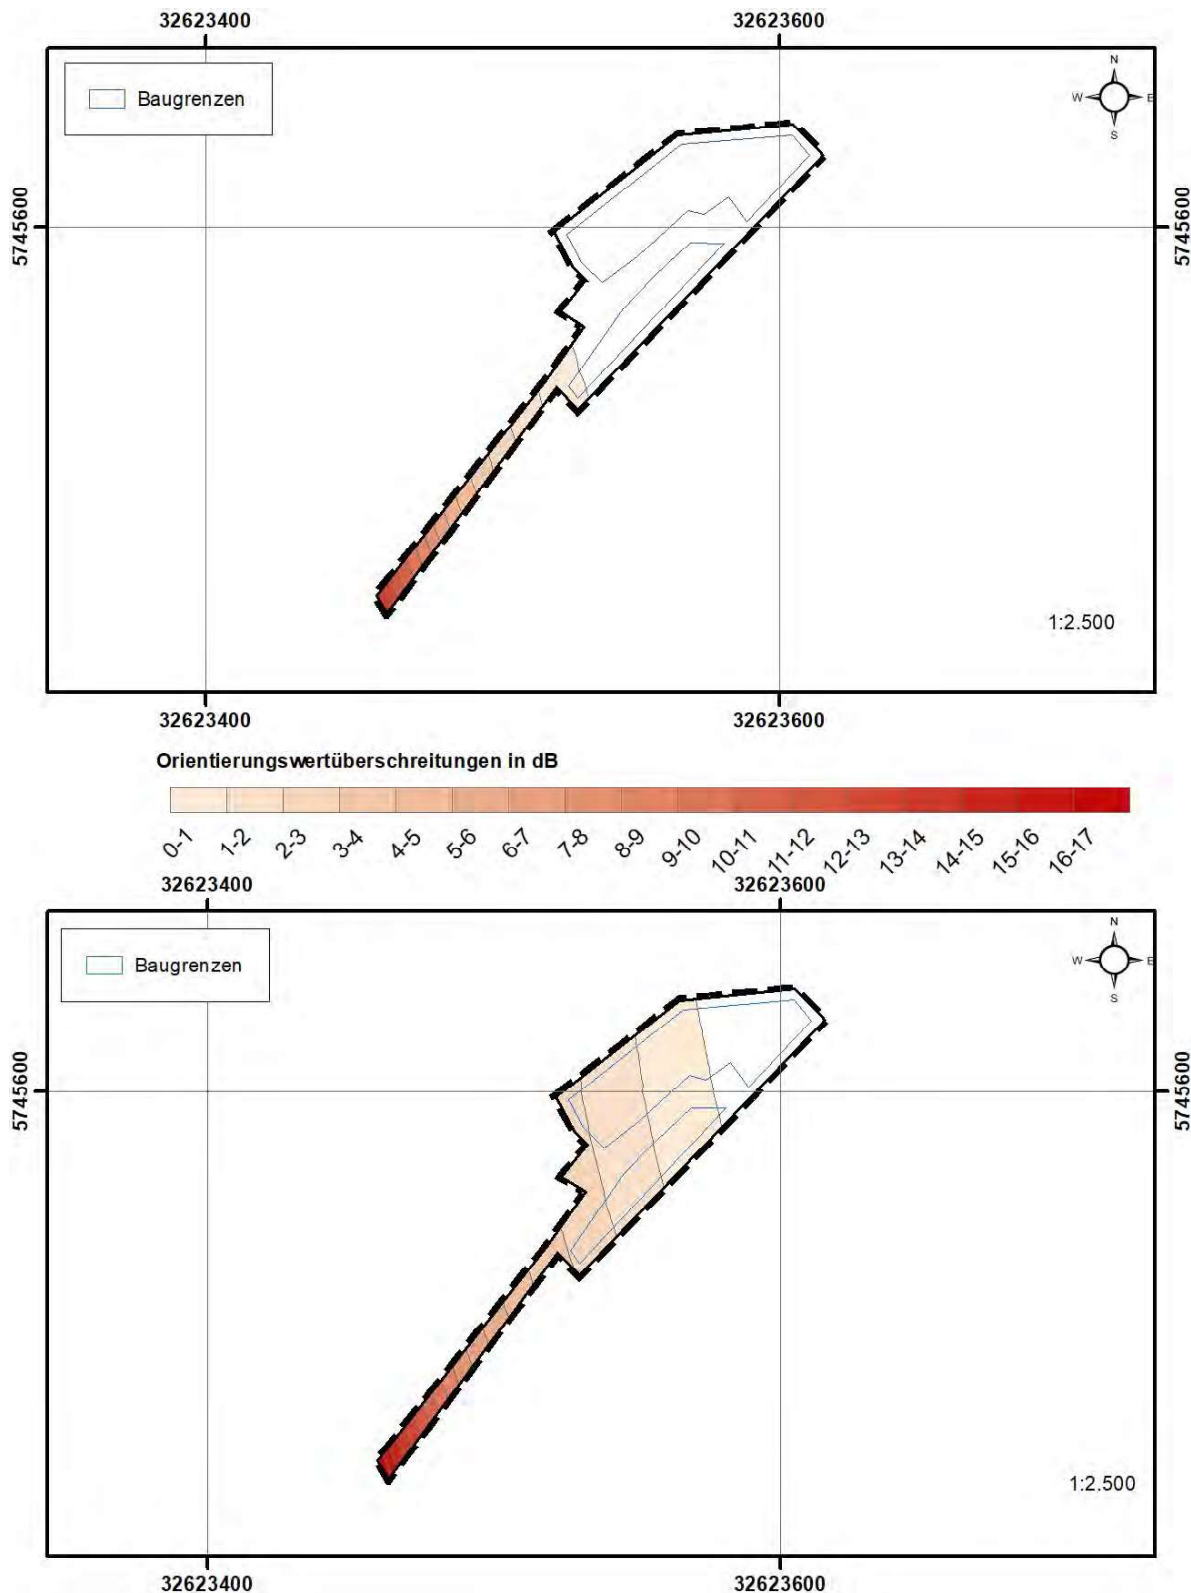 32623400 32623600
Baugrenzen
N
W E
S
5745600 5745600
1:2.500
32623400 32623600
Orientierungswertüberschreitungen in dB
0-1 1-2 2-3 3-4 4-5 5-6 6-7 7-8 8-9 9-10 10-11 11-12 12-13 13-14 14-15 15-16 16-17
32623400 32623600
Baugrenzen
N
W E
S
5745600 5745600
1:2.500
32623400 32623600